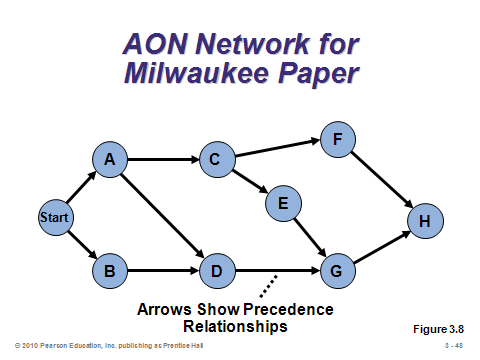 AON Network for
Milwaukee Paper
F
A
C
E
Start
H
B
D
G
Arrows Show Precedence
Relationships
Figure 3.8
© 2010 Pearson Education, Inc. publishing as Prentice Hall
3 - 48